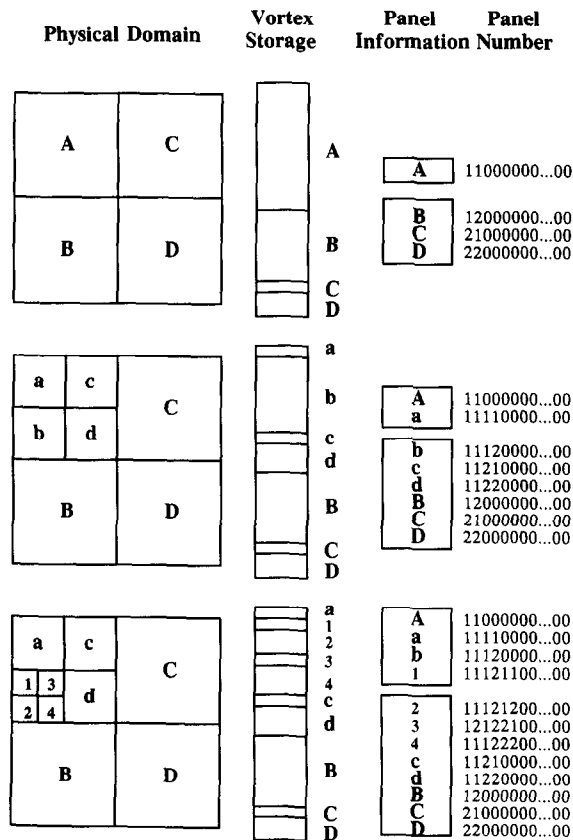 Physical Domain
Vortex
Storage
Panel
Information
Panel
Number
A C
B D
A
B
C
D
A 11000000...00
B 12000000...00
C 21000000...00
D 22000000...00
a c
b d
C
B D
a
b
c
d
B
C
D
A 11000000...00
a 11110000...00
b 11120000...00
c 11210000...00
d 11220000...00
B 12000000...00
C 21000000...00
D 22000000...00
a c
C
1 3
d
2 4
B D
a
1
2
3
4
c
d
B
C
D
A 11000000...00
a 11110000...00
b 11120000...00
1 11121100...00
2 11121200...00
3 12122100...00
4 11122200...00
c 11210000...00
d 11220000...00
B 12000000...00
C 21000000...00
D 22000000...00